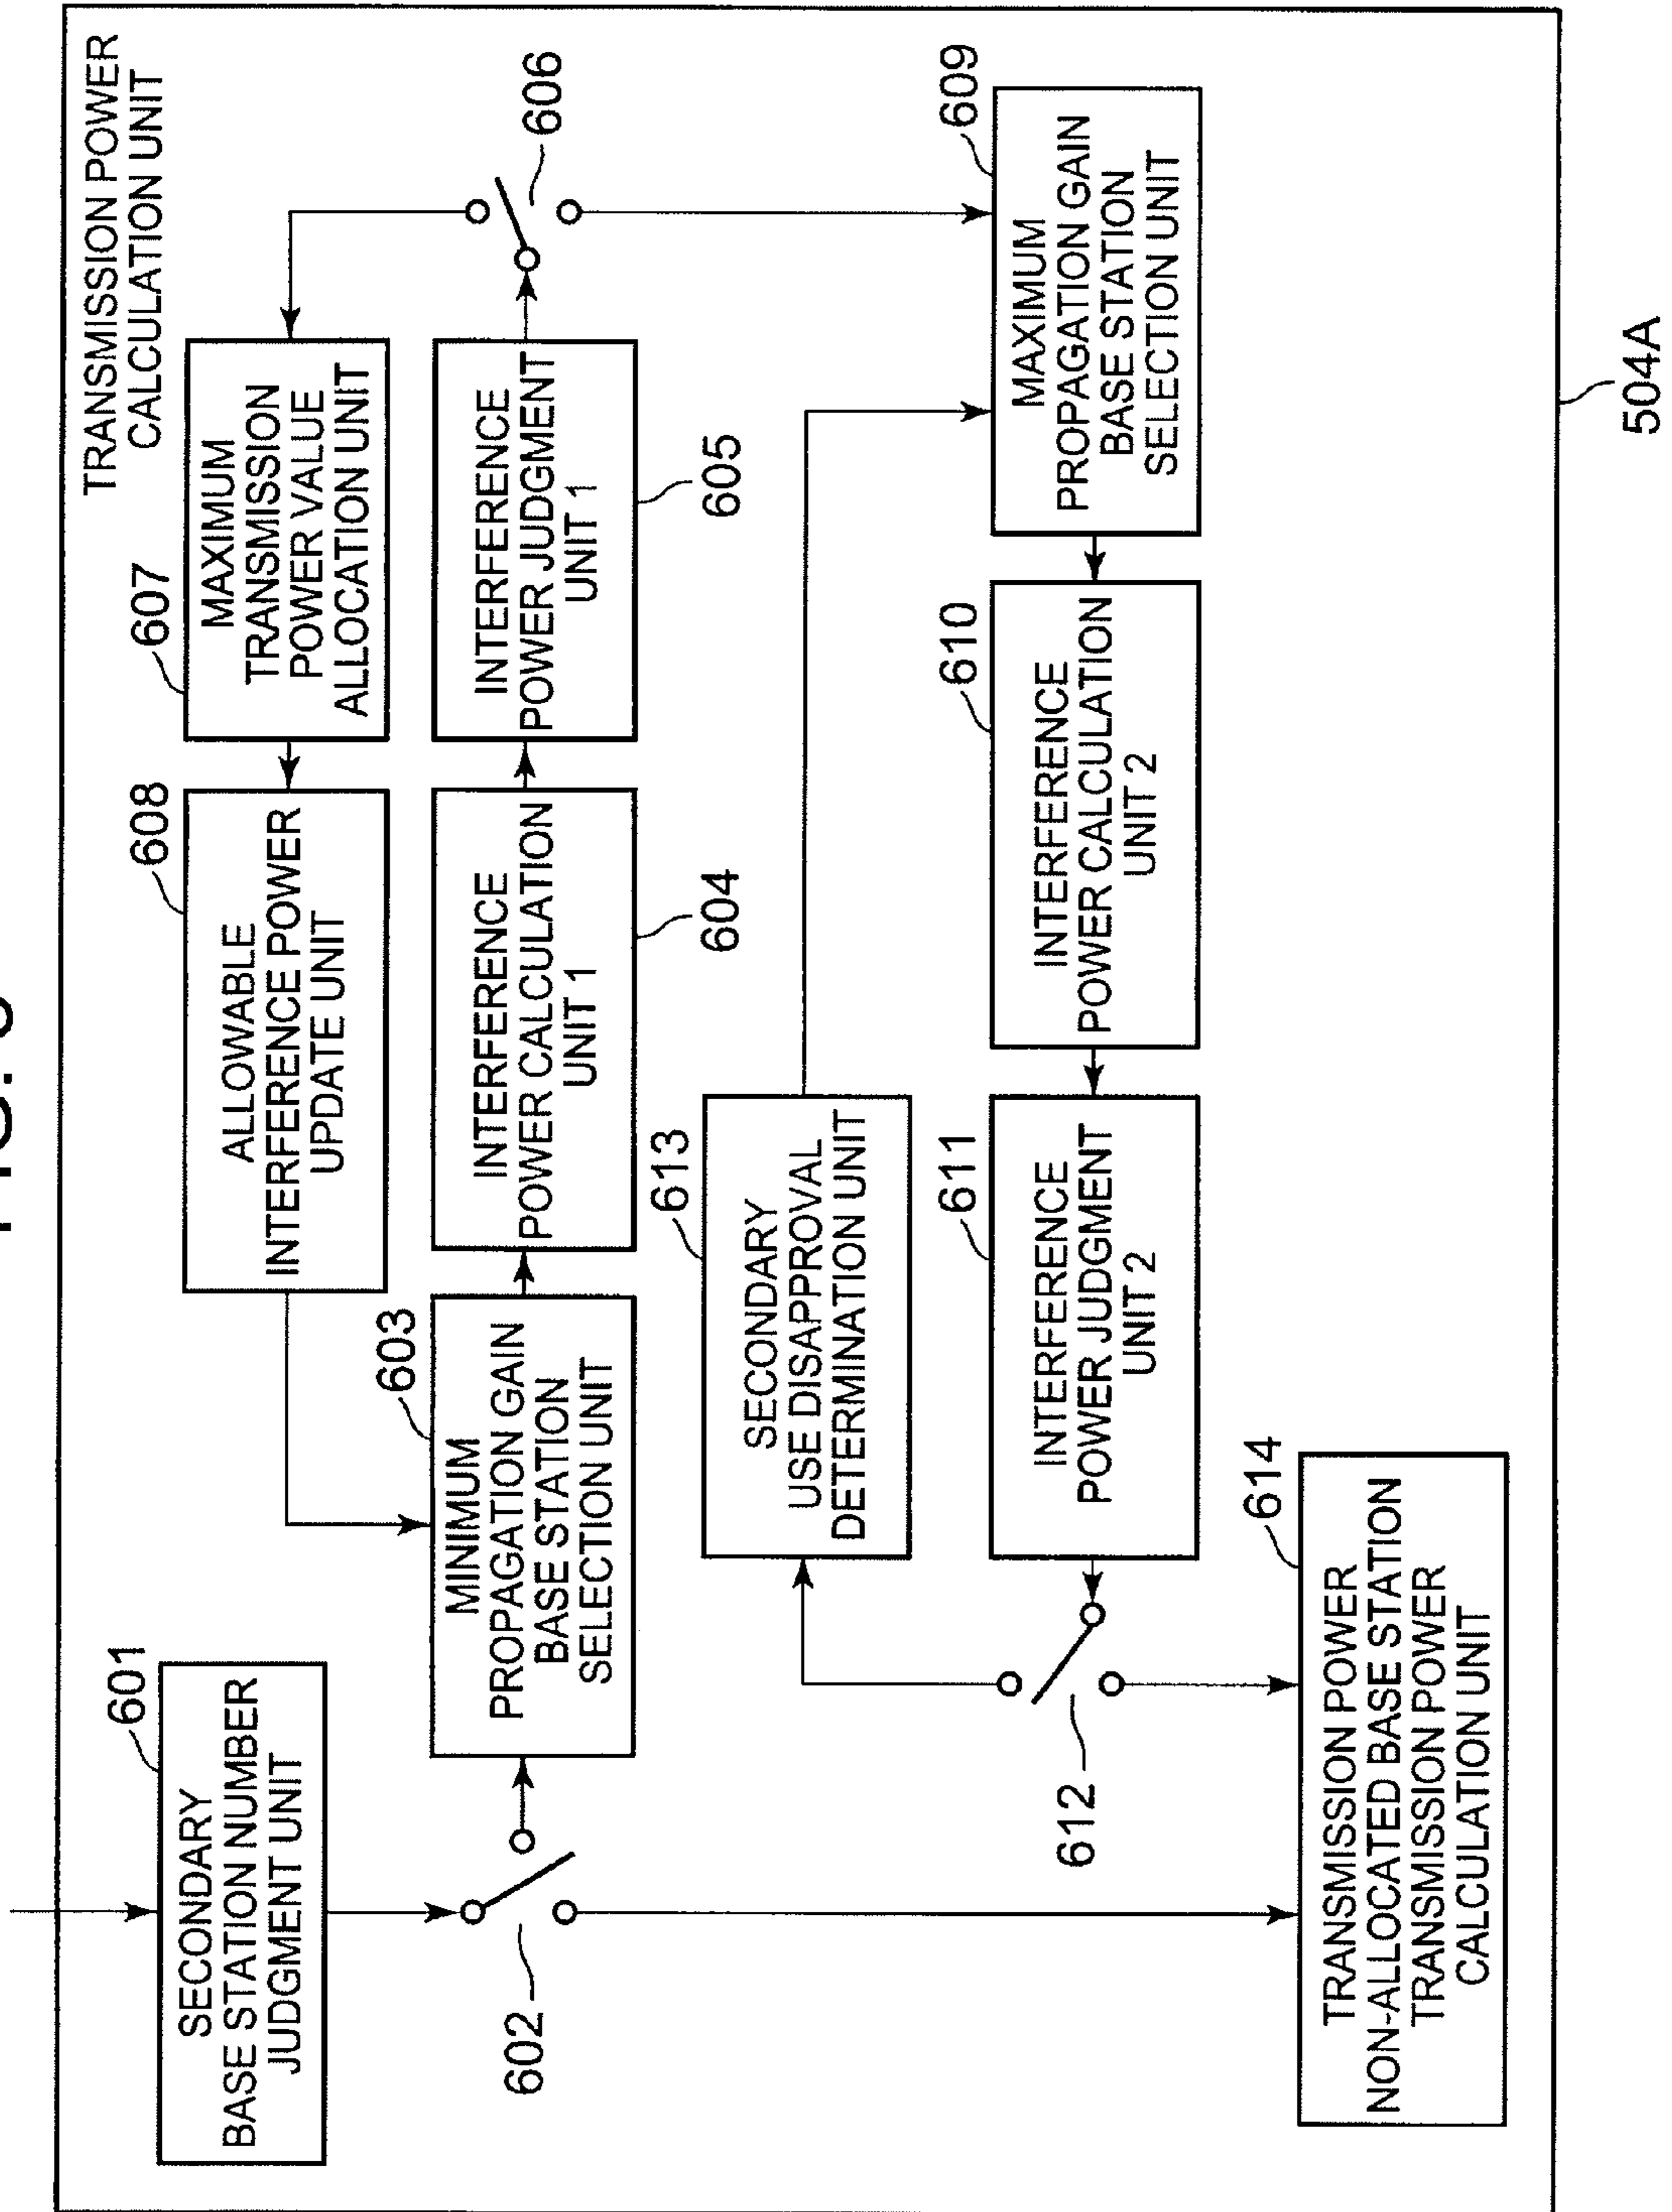 TRANSMISSION POWER
CALCULATION UNIT
601
SECONDARY
BASE STATION NUMBER
JUDGMENT UNIT
602
603
MINIMUM
PROPAGATION GAIN
BASE STATION
SELECTION UNIT
604
INTERFERENCE
POWER CALCULATION
UNIT 1
605
INTERFERENCE
POWER JUDGMENT
UNIT 1
606
607
MAXIMUM
TRANSMISSION
POWER VALUE
ALLOCATION UNIT
608
ALLOWABLE
INTERFERENCE POWER
UPDATE UNIT
609
MAXIMUM
PROPAGATION GAIN
BASE STATION
SELECTION UNIT
610
INTERFERENCE
POWER CALCULATION
UNIT 2
611
INTERFERENCE
POWER JUDGMENT
UNIT 2
612
613
SECONDARY
USE DISAPPROVAL
DETERMINATION UNIT
614
TRANSMISSION POWER
NON-ALLOCATED BASE STATION
TRANSMISSION POWER
CALCULATION UNIT
504A